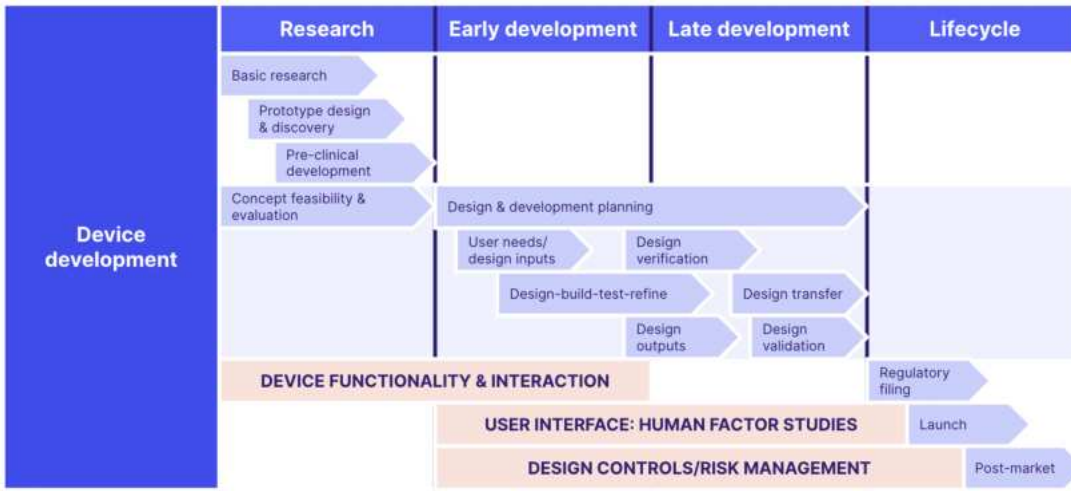 Research
Early development
Late development
Lifecycle
Device
development
Basic research
Prototype design
& discovery
Pre-clinical
development
Concept feasibility &
evaluation
Design & development planning
User needs/
design inputs
Design
verification
Design-build-test-refine
Design transfer
Design
outputs
Design
validation
DEVICE FUNCTIONALITY & INTERACTION
Regulatory
filing
USER INTERFACE: HUMAN FACTOR STUDIES
Launch
DESIGN CONTROLS/RISK MANAGEMENT
Post-market